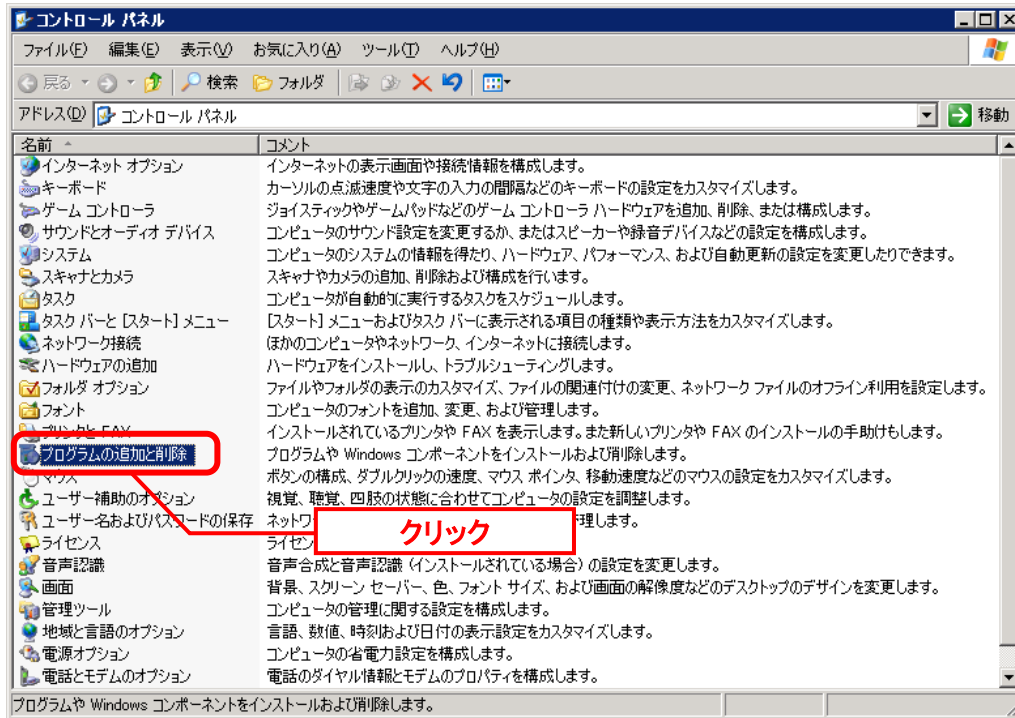 コントロール パネル
ファイル(F) 編集(E) 表示(V) お気に入り(A) ツール(T) ヘルプ(H)
戻る 検索 フォルダ
アドレス(D) コントロール パネル 移動
名前 コメント
インターネット オプション インターネットの表示画面や接続情報を構成します。
キーボード カーソルの点滅速度や文字の入力の間隔などのキーボードの設定をカスタマイズします。
ゲーム コントローラ ジョイスティックやゲームパッドなどのゲーム コントローラ ハードウェアを追加、削除、または構成します。
サウンドとオーディオ デバイス コンピュータのサウンド設定を変更するか、またはスピーカーや録音デバイスなどの設定を構成します。
システム コンピュータのシステムの情報を得たり、ハードウェア、パフォーマンス、および自動更新の設定を変更したりできます。
スキャナとカメラ スキャナやカメラの追加、削除および構成を行います。
タスク コンピュータが自動的に実行するタスクをスケジュールします。
タスク バーと [スタート] メニュー [スタート] メニューおよびタスク バーに表示される項目の種類や表示方法をカスタマイズします。
ネットワーク接続 ほかのコンピュータやネットワーク、インターネットに接続します。
ハードウェアの追加 ハードウェアをインストールし、トラブルシューティングします。
フォルダ オプション ファイルやフォルダの表示のカスタマイズ、ファイルの関連付けの変更、ネットワーク ファイルのオフライン利用を設定します。
フォント コンピュータのフォントを追加、変更、および管理します。
プリンタと FAX インストールされているプリンタや FAX を表示します。また新しいプリンタや FAX のインストールの手助けもします。
プログラムの追加と削除 プログラムや Windows コンポーネントをインストールおよび削除します。
マウス ボタンの構成、ダブルクリックの速度、マウス ポインタ、移動速度などのマウスの設定をカスタマイズします。
ユーザー補助のオプション 視覚、聴覚、四肢の状態に合わせてコンピュータの設定を調整します。
ユーザー名およびパスワードの保存 ネットワ 理します。
クリック
ライセンス ライセン
音声認識 音声合成と音声認識 (インストールされている場合) の設定を変更します。
画面 背景、スクリーン セーバー、色、フォント サイズ、および画面の解像度などのデスクトップのデザインを変更します。
管理ツール コンピュータの管理に関する設定を構成します。
地域と言語のオプション 言語、数値、時刻および日付の表示設定をカスタマイズします。
電源オプション コンピュータの省電力設定を構成します。
電話とモデムのオプション 電話のダイヤル情報とモデムのプロパティを構成します。
プログラムや Windows コンポーネントをインストールおよび削除します。